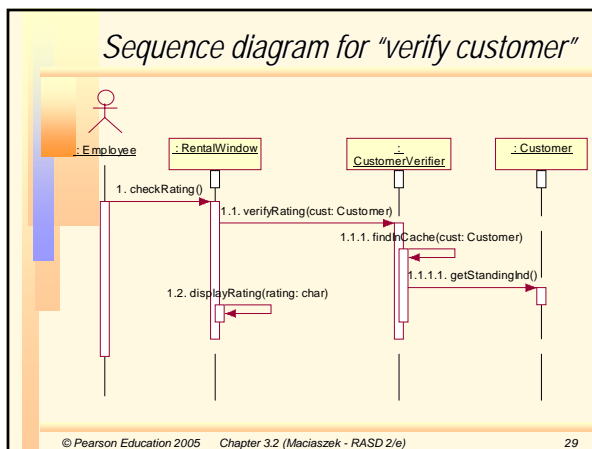 Sequence diagram for "verify customer"
: Employee
: RentalWindow
:
CustomerVerifier
: Customer
1. checkRating()
1.1. verifyRating(cust: Customer)
1.1.1. findInCache(cust: Customer)
1.1.1.1. getStandingInd()
1.2. displayRating(rating: char)
© Pearson Education 2005 Chapter 3.2 (Maciaszek - RASD 2/e) 29